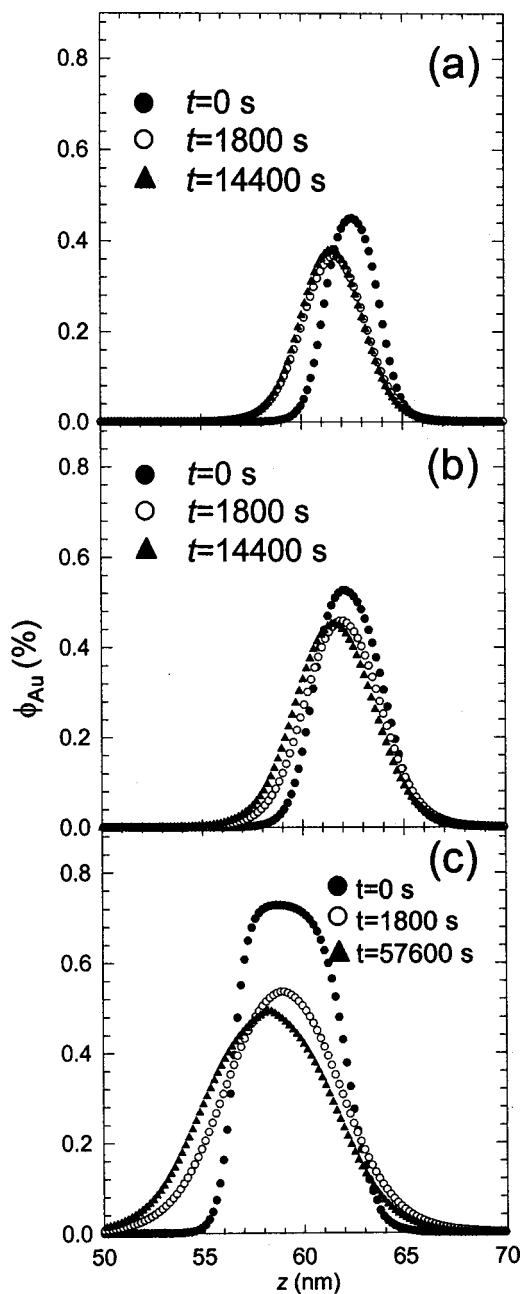 0.8
(a)
● t=0 s
0.6
○ t=1800 s
▲ t=14400 s
0.4
0.2
0.0
0.8
(b)
● t=0 s
0.6
○ t=1800 s
▲ t=14400 s
0.4
0.2
0.0
ϕAu (%)
0.8
(c)
● t=0 s
○ t=1800 s
▲ t=57600 s
0.6
0.4
0.2
0.0
50 55 60 65 70
z (nm)